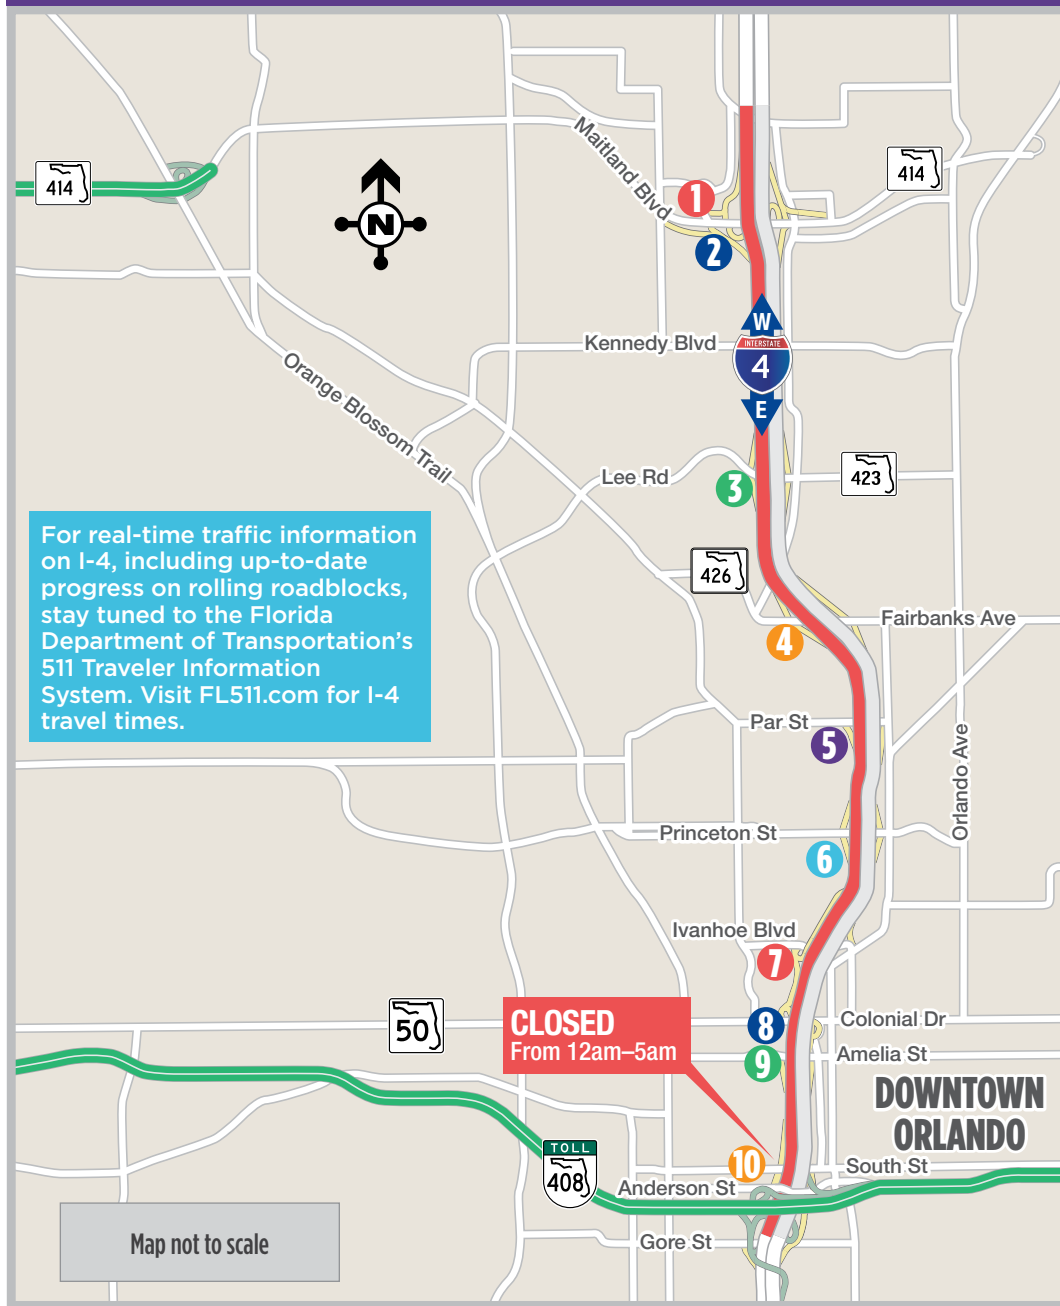 414
Maitland Blvd
414
1
N
2
W
Kennedy Blvd
INTERSTATE
4
E
Orange Blossom Trail
Lee Rd
3
423
For real-time traffic information
on I-4, including up-to-date
progress on rolling roadblocks,
stay tuned to the Florida
Department of Transportation's
511 Traveler Information
System. Visit FL511.com for I-4
travel times.
426
Fairbanks Ave
4
Par St
5
Orlando Ave
Princeton St
6
Ivanhoe Blvd
7
50
CLOSED
From 12am–5am
8
Colonial Dr
9
Amelia St
DOWNTOWN
ORLANDO
TOLL
408
10
South St
Anderson St
Map not to scale
Gore St